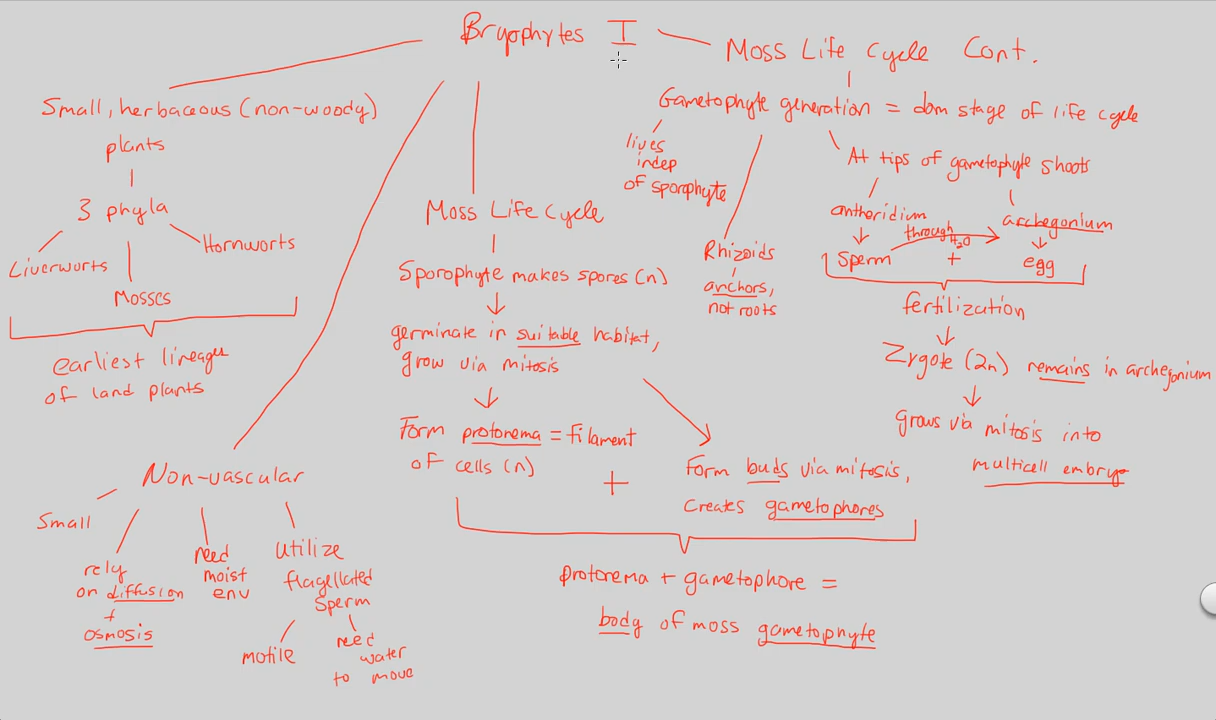 Bryophytes I
Small, herbaceous (non-woody)
plants
3 phyla
Liverworts
Mosses
Hornworts
earliest lineages
of land plants
Non-vascular
Small
rely
on diffusion
+
osmosis
need
moist
env
utilize
flagellated
sperm
motile
need
water
to move
Moss Life Cycle
Sporophyte makes spores (n)
germinate in suitable habitat,
grow via mitosis
Form protonema = filament
of cells (n)
+
Form buds via mitosis,
creates gametophores
protonema + gametophore =
body of moss gametophyte
Moss Life Cycle Cont.
Gametophyte generation = dom stage of life cycle
lives
indep
of sporophyte
Rhizoids
anchors,
not roots
At tips of gametophyte shoots
antheridium
archegonium
through H2O
sperm + egg
fertilization
Zygote (2n) remains in archegonium
grows via mitosis into
multicell embryo